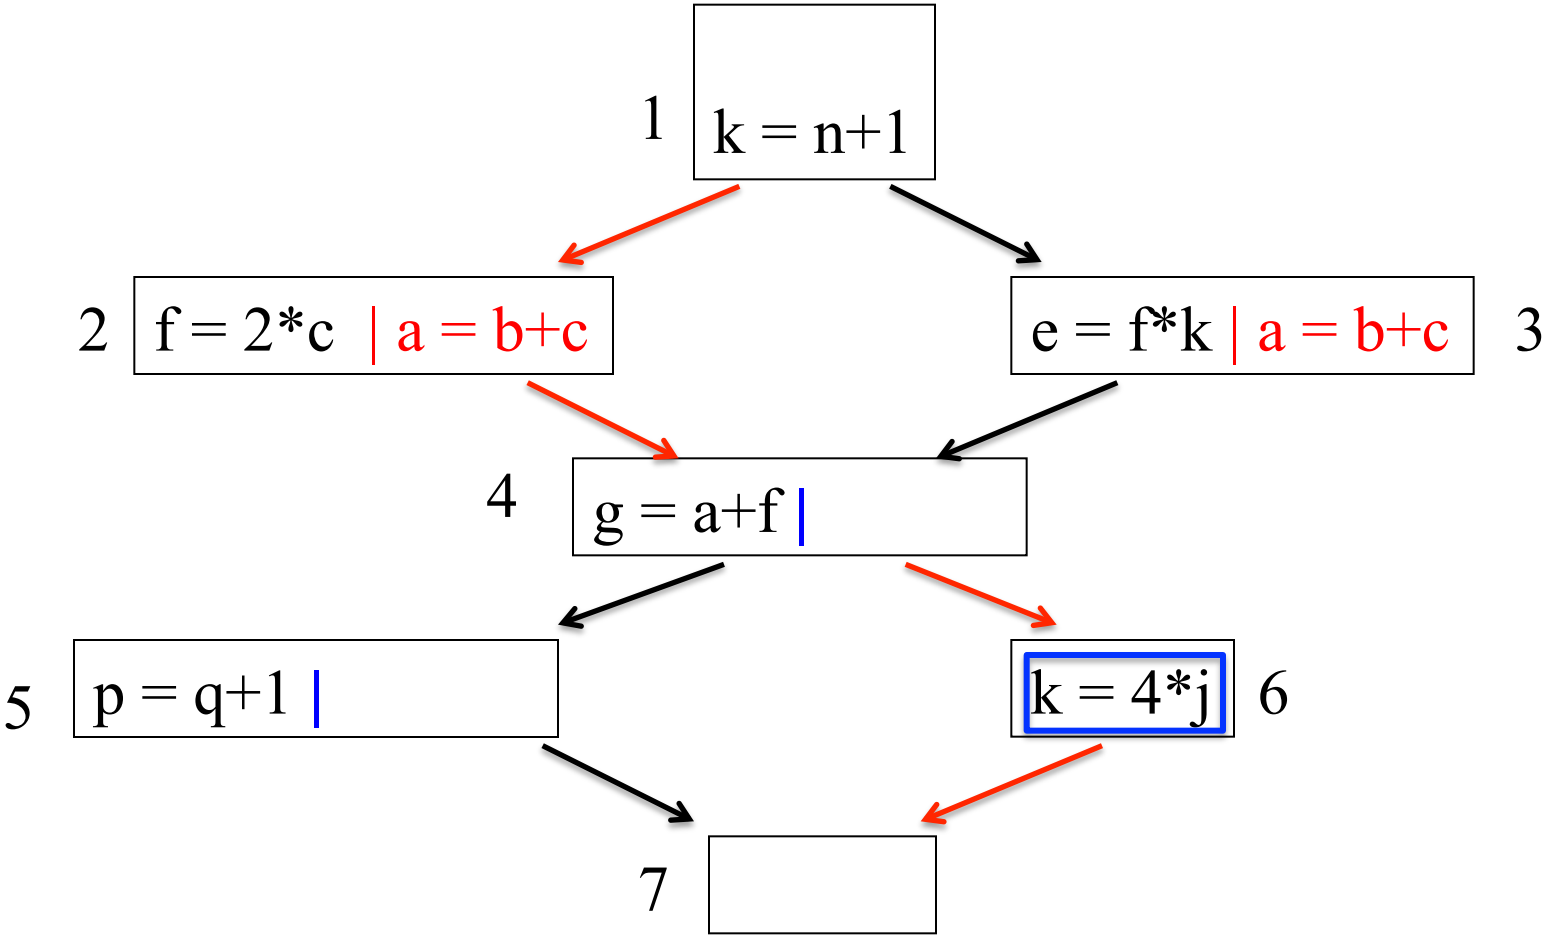 1
k = n+1
2
f = 2*c | a = b+c
e = f*k | a = b+c
3
4
g = a+f |
5
p = q+1 |
k = 4*j
6
7